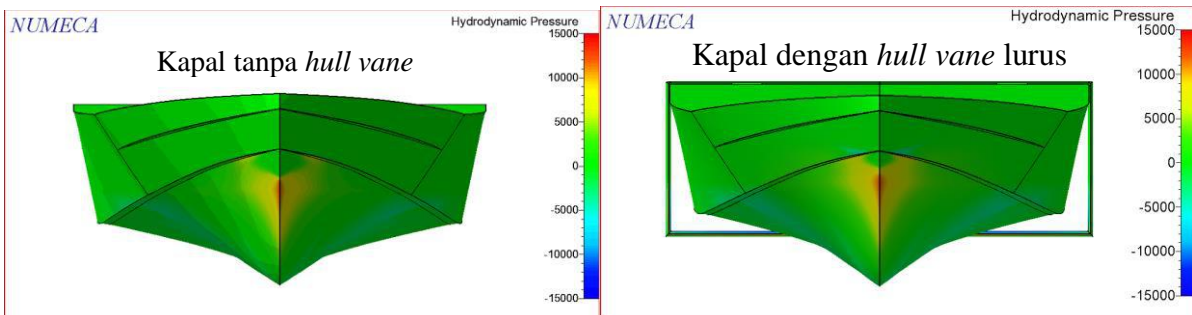 NUMECA
Hydrodynamic Pressure
Kapal tanpa hull vane
15000
10000
5000
0
-5000
-10000
-15000
NUMECA
Hydrodynamic Pressure
Kapal dengan hull vane lurus
15000
10000
5000
0
-5000
-10000
-15000